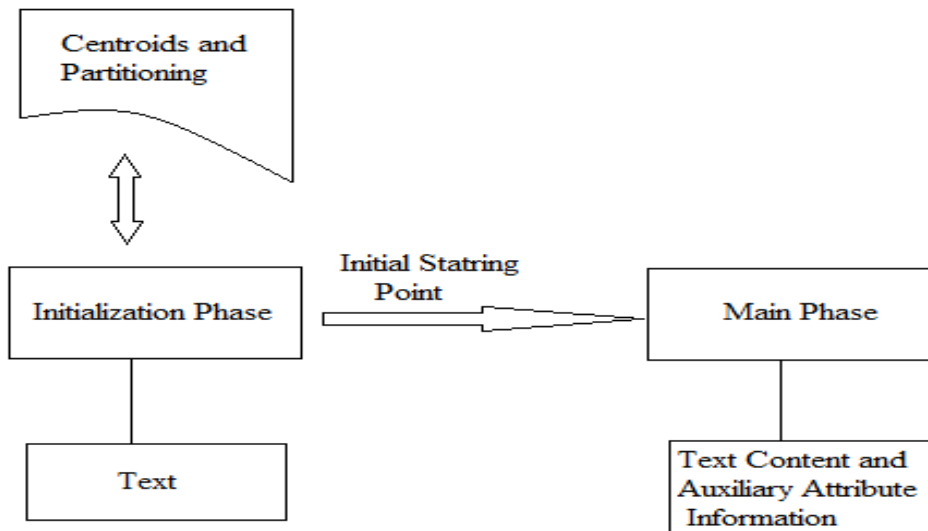 Centroids and
Partitioning
Initialization Phase
Initial Statring
Point
Main Phase
Text
Text Content and
Auxiliary Attribute
Information